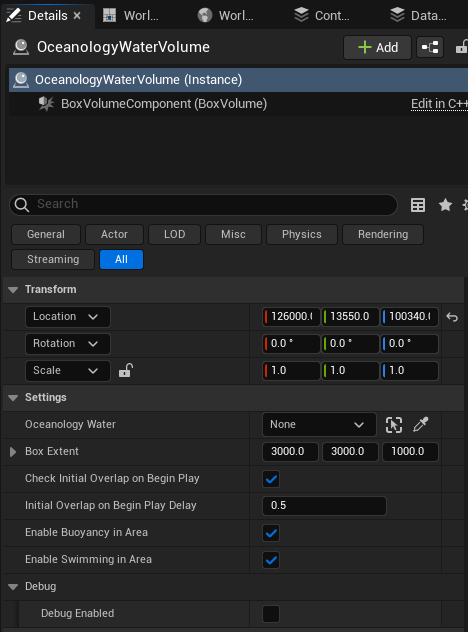 Details
Worl...
Worl...
Cont...
Data...
OceanologyWaterVolume
Add
OceanologyWaterVolume (Instance)
BoxVolumeComponent (BoxVolume)
Edit in C++
Search
General
Actor
LOD
Misc
Physics
Rendering
Streaming
All
Transform
Location
126000.(
13550.0
100340.(
Rotation
0.0 °
0.0 °
0.0 °
Scale
1.0
1.0
1.0
Settings
Oceanology Water
None
Box Extent
3000.0
3000.0
1000.0
Check Initial Overlap on Begin Play
Initial Overlap on Begin Play Delay
0.5
Enable Buoyancy in Area
Enable Swimming in Area
Debug
Debug Enabled